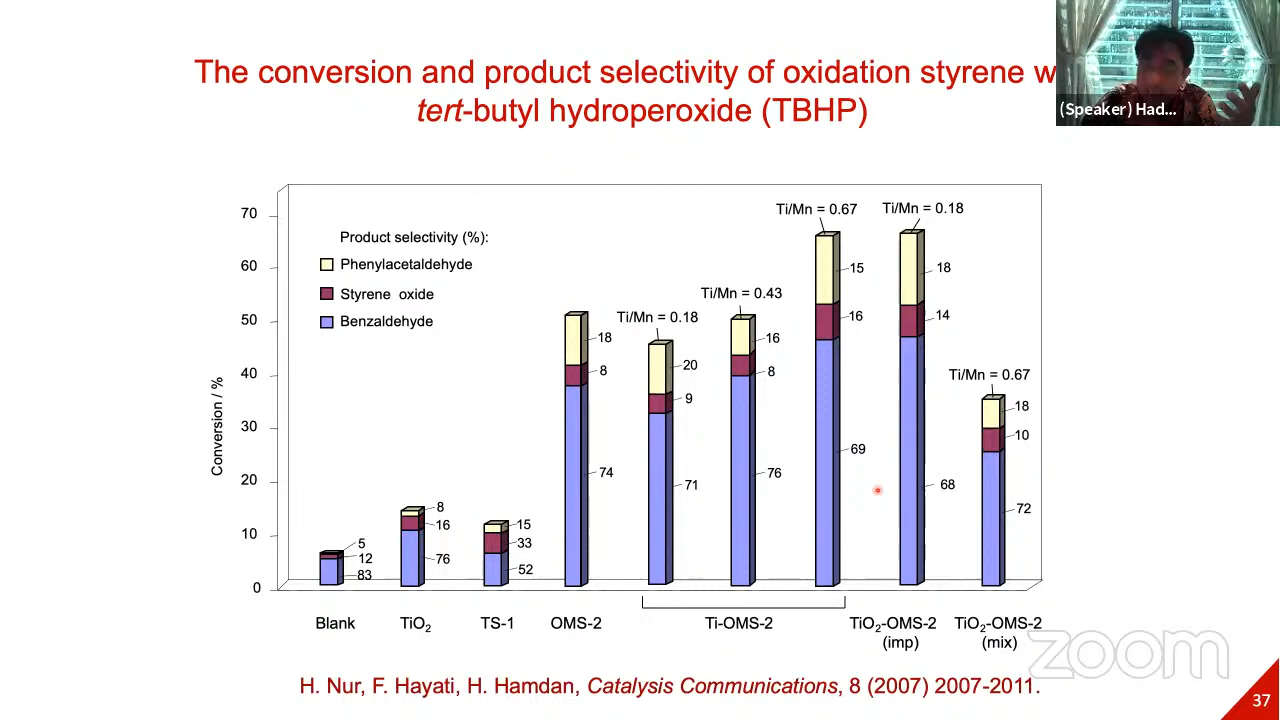 The conversion and product selectivity of oxidation styrene w
tert-butyl hydroperoxide (TBHP)
(Speaker) Had...
Conversion / %
70
60
50
40
30
20
10
0
Product selectivity (%):
Phenylacetaldehyde
Styrene oxide
Benzaldehyde
5
12
83
8
16
76
15
33
52
18
8
74
Ti/Mn = 0.18
20
9
71
Ti/Mn = 0.43
16
8
76
Ti/Mn = 0.67
15
16
69
Ti/Mn = 0.18
18
14
68
Ti/Mn = 0.67
18
10
72
Blank
TiO₂
TS-1
OMS-2
Ti-OMS-2
TiO₂-OMS-2
(imp)
TiO₂-OMS-2
(mix)
zoom
H. Nur, F. Hayati, H. Hamdan, Catalysis Communications, 8 (2007) 2007-2011.
37